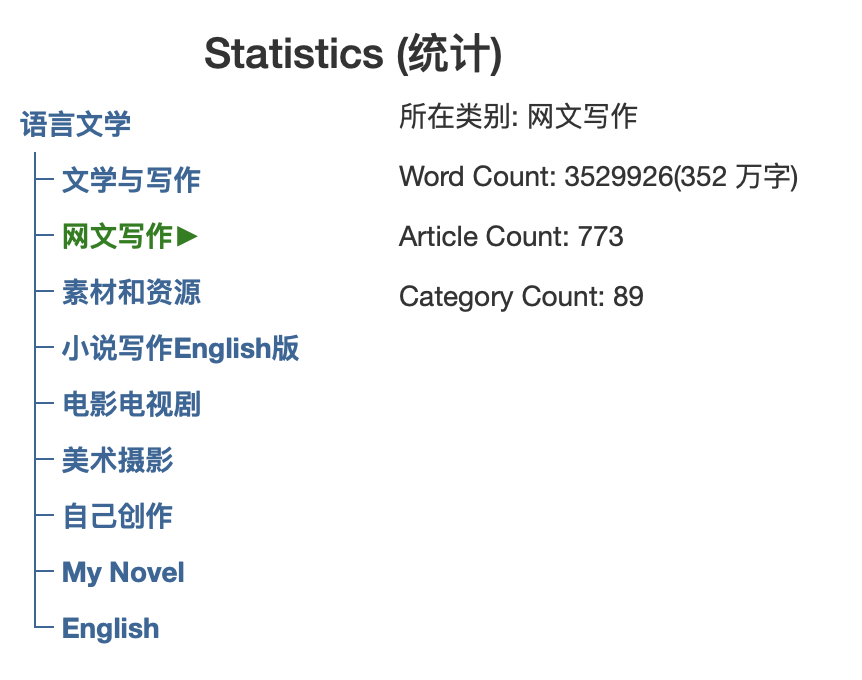 Statistics (统计)
语言文学
文学与写作
网文写作▶
素材和资源
小说写作English版
电影电视剧
美术摄影
自己创作
My Novel
English
所在类别: 网文写作
Word Count: 3529926(352 万字)
Article Count: 773
Category Count: 89